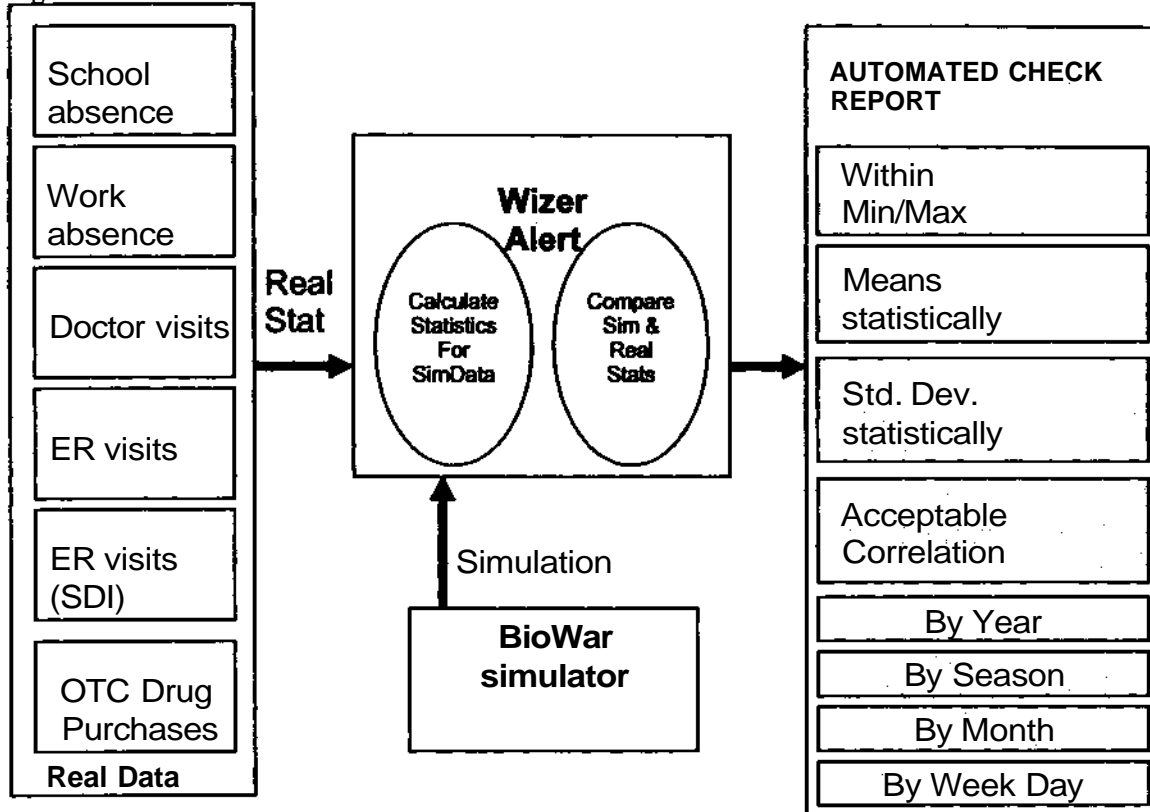 School
absence
Work
absence
Doctor visits
ER visits
ER visits
(SDI)
OTC Drug
Purchases
Real Data
Real
Stat
Wizer
Alert
Calculate
Statistics
For
SimData
Compare
Sim &
Real
Stats
Simulation
BioWar
simulator
AUTOMATED CHECK
REPORT
Within
Min/Max
Means
statistically
Std. Dev.
statistically
Acceptable
Correlation
By Year
By Season
By Month
By Week Day